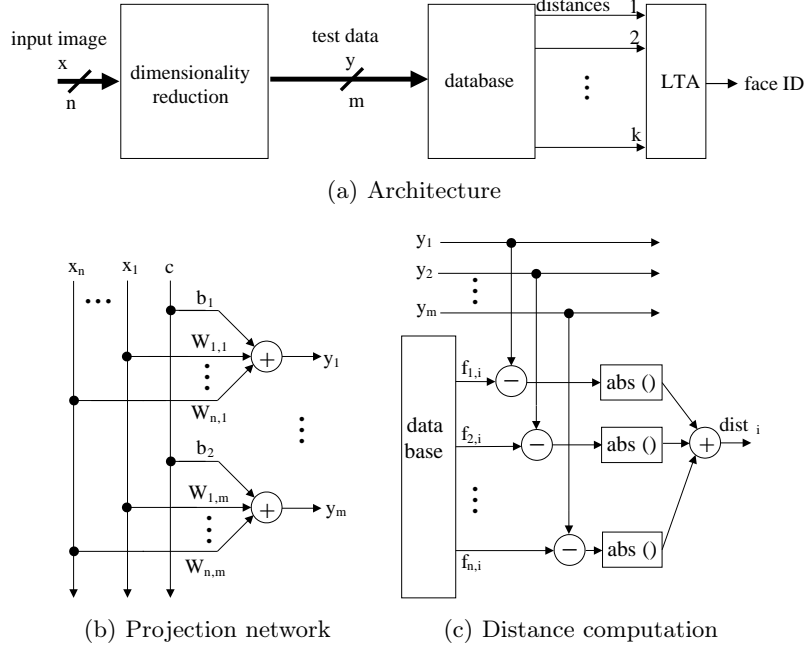 distances 1
input image
x
n
dimensionality
reduction
test data
y
m
database
2
⋮
k
LTA
face ID
(a) Architecture
xn ••• x1 c
b1
W1,1
⋮
Wn,1
y1
⋮
b2
W1,m
⋮
Wn,m
ym
+
+
(b) Projection network
y1
y2
⋮
ym
data
base
f1,i
f2,i
⋮
fn,i
−
−
−
abs ()
abs ()
abs ()
+
dist i
(c) Distance computation